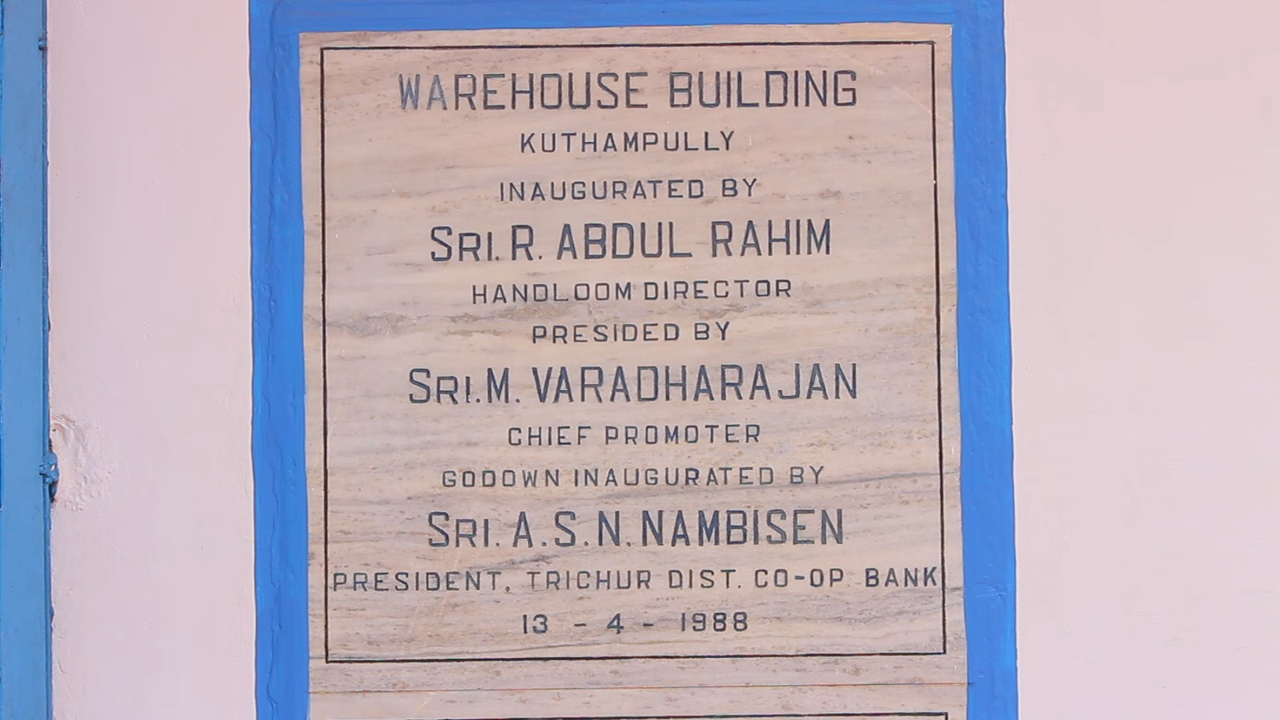 WAREHOUSE BUILDING
KUTHAMPULLY
INAUGURATED BY
SRI. R. ABDUL RAHIM
HANDLOOM DIRECTOR
PRESIDED BY
SRI. M. VARADHARAJAN
CHIEF PROMOTER
GODOWN INAUGURATED BY
SRI. A. S. N. NAMBISEN
PRESIDENT, TRICHUR DIST. CO-OP. BANK
13 - 4 - 1988